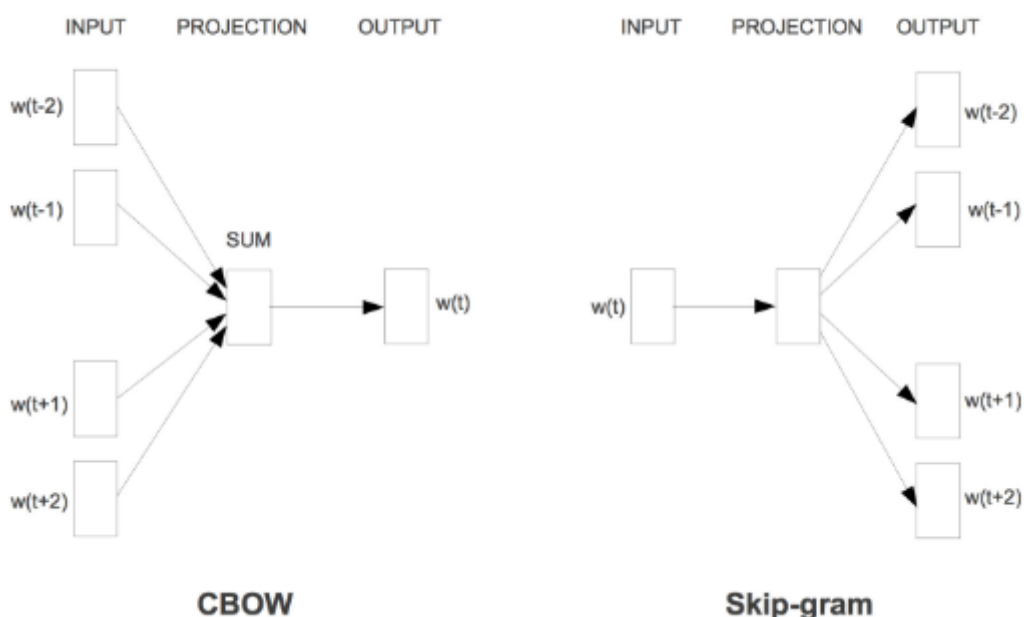 INPUT PROJECTION OUTPUT
w(t-2)
w(t-1)
SUM
w(t)
w(t+1)
w(t+2)
CBOW
INPUT PROJECTION OUTPUT
w(t-2)
w(t-1)
w(t)
w(t+1)
w(t+2)
Skip-gram